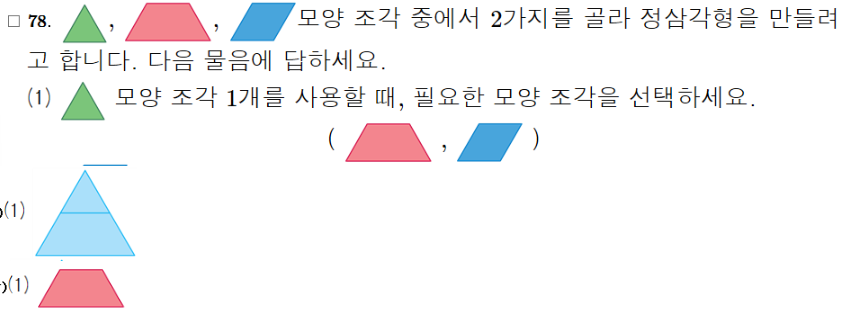 □ 78. , , 모양 조각 중에서 2가지를 골라 정삼각형을 만들려
고 합니다. 다음 물음에 답하세요.
(1) 모양 조각 1개를 사용할 때, 필요한 모양 조각을 선택하세요.
( , )
(1)
(1)